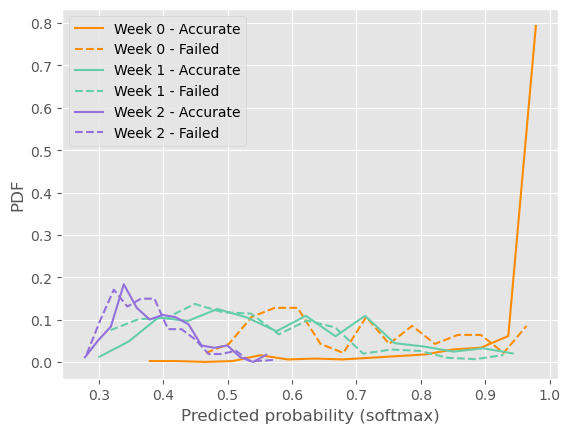 Week 0 - Accurate
Week 0 - Failed
Week 1 - Accurate
Week 1 - Failed
Week 2 - Accurate
Week 2 - Failed
PDF
0.8
0.7
0.6
0.5
0.4
0.3
0.2
0.1
0.0
0.3 0.4 0.5 0.6 0.7 0.8 0.9 1.0
Predicted probability (softmax)